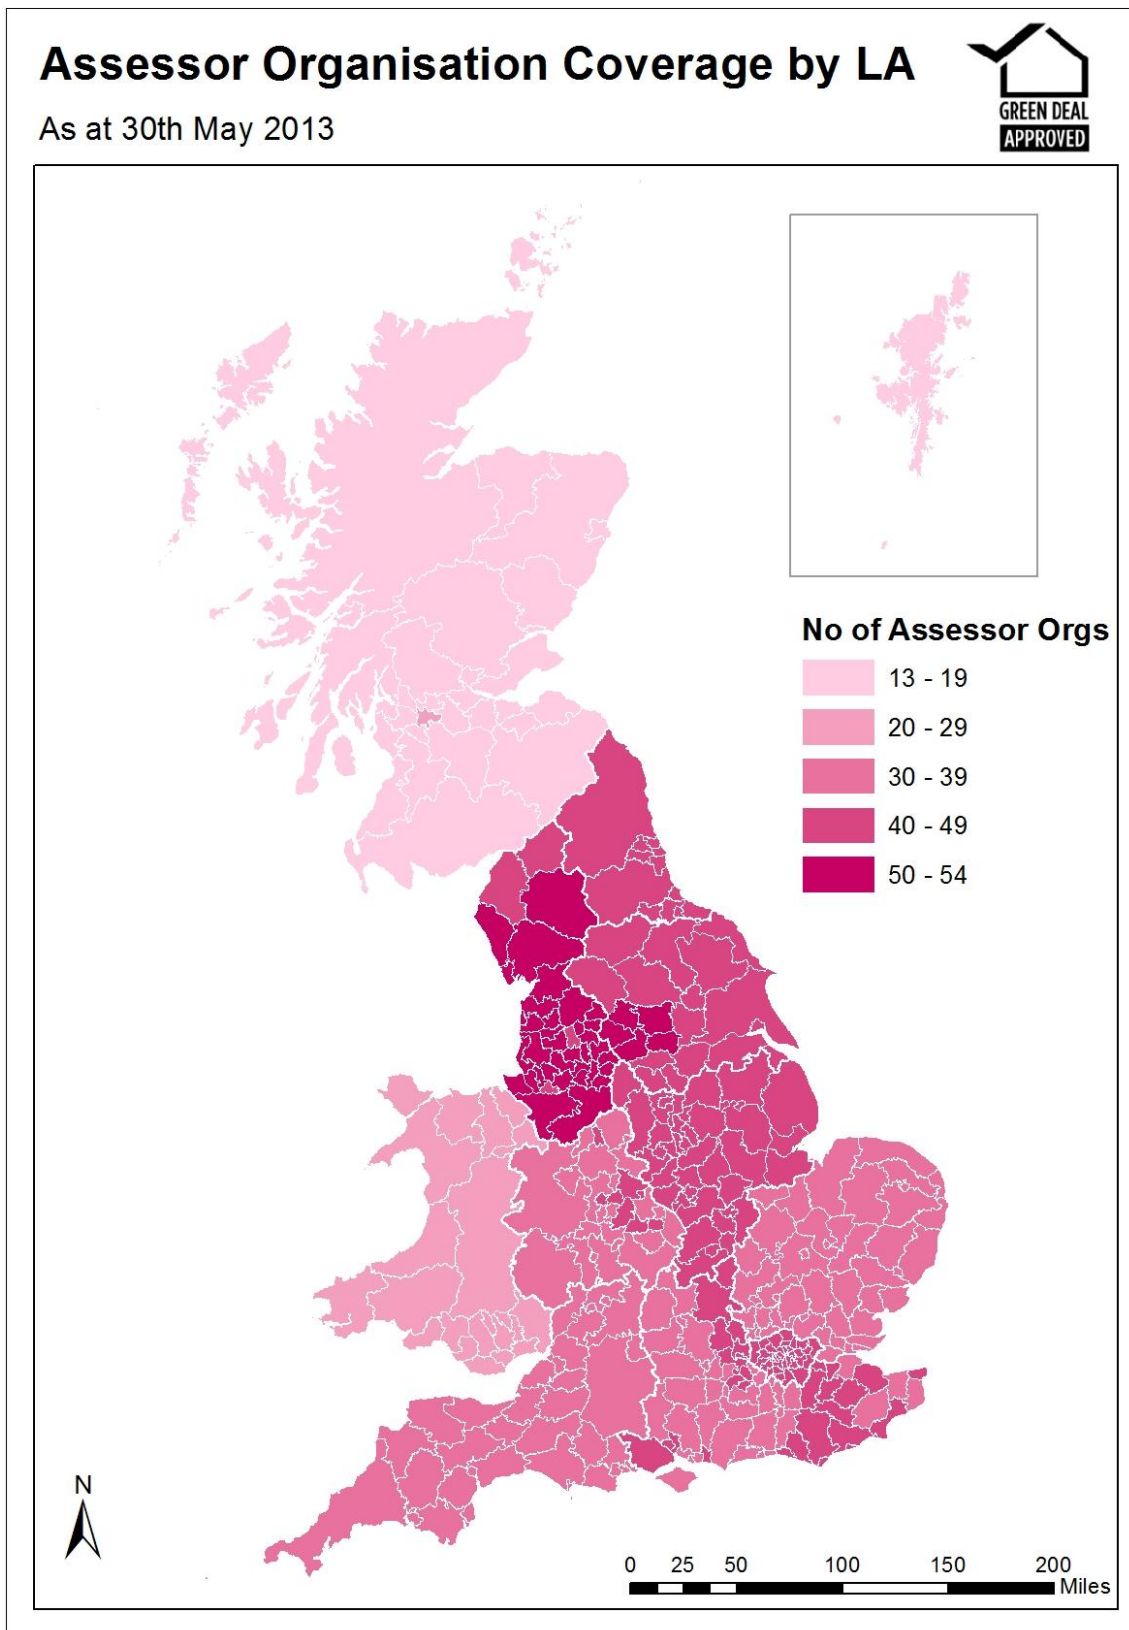 Assessor Organisation Coverage by LA
As at 30th May 2013
GREEN DEAL
APPROVED
No of Assessor Orgs
13 - 19
20 - 29
30 - 39
40 - 49
50 - 54
N
0 25 50 100 150 200
Miles